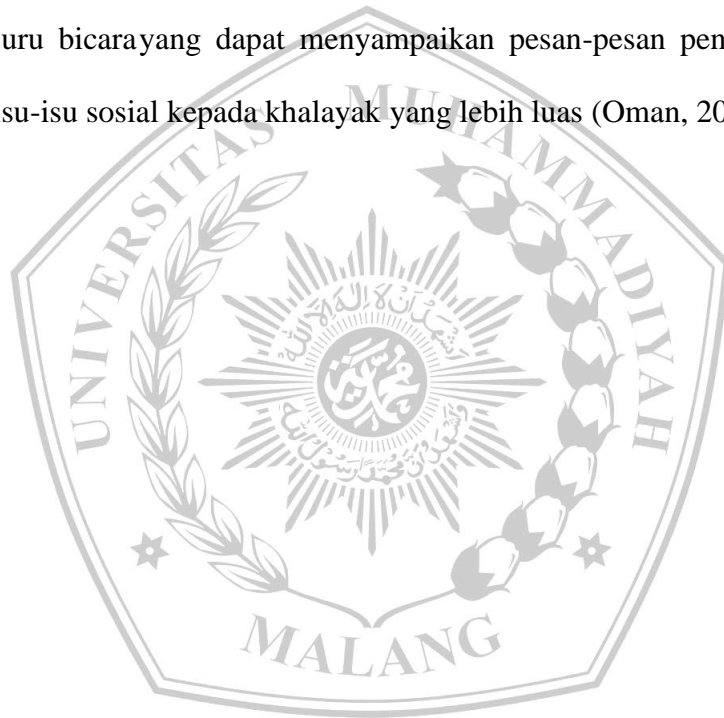 uru bicarayang dapat menyampaikan pesan-pesan pen
su-isu sosial kepada khalayak yang lebih luas (Oman, 20
UNIVERSITAS MUHAMMADIYAH
MALANG